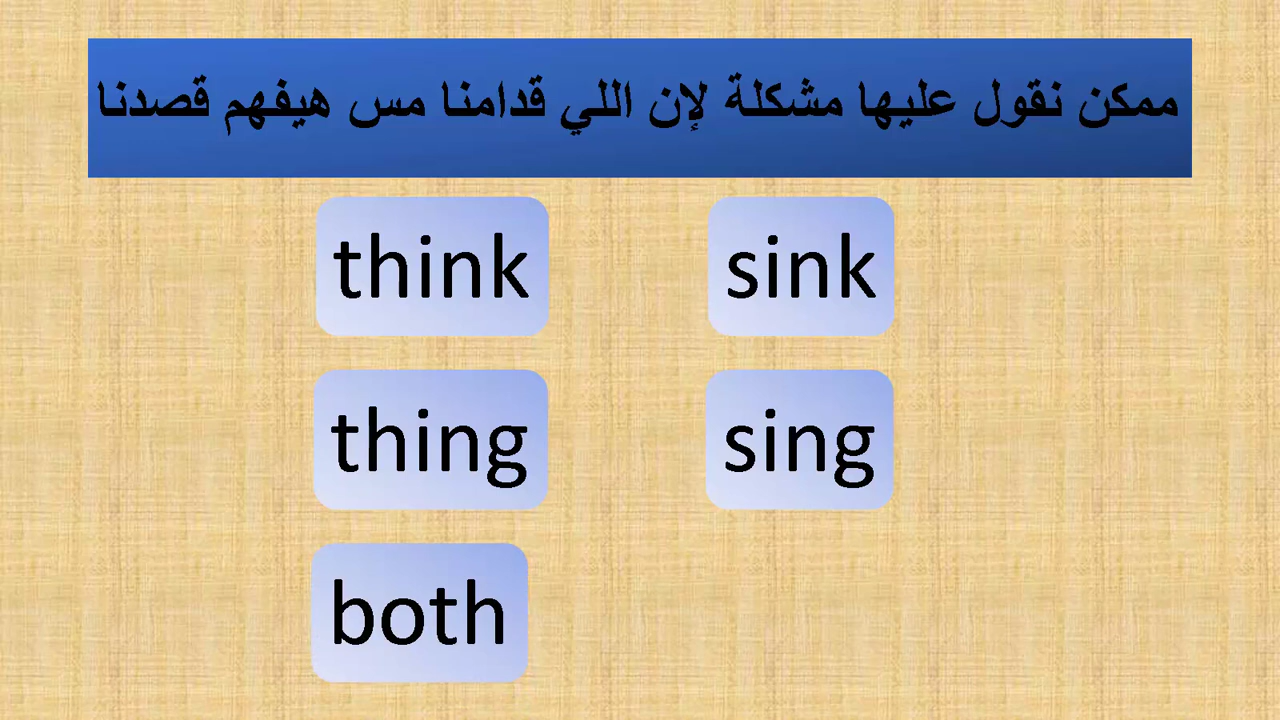 ممكن نقول عليها مشكلة لإن اللي قدامنا مس هيفهم قصدنا
think sink
thing sing
both